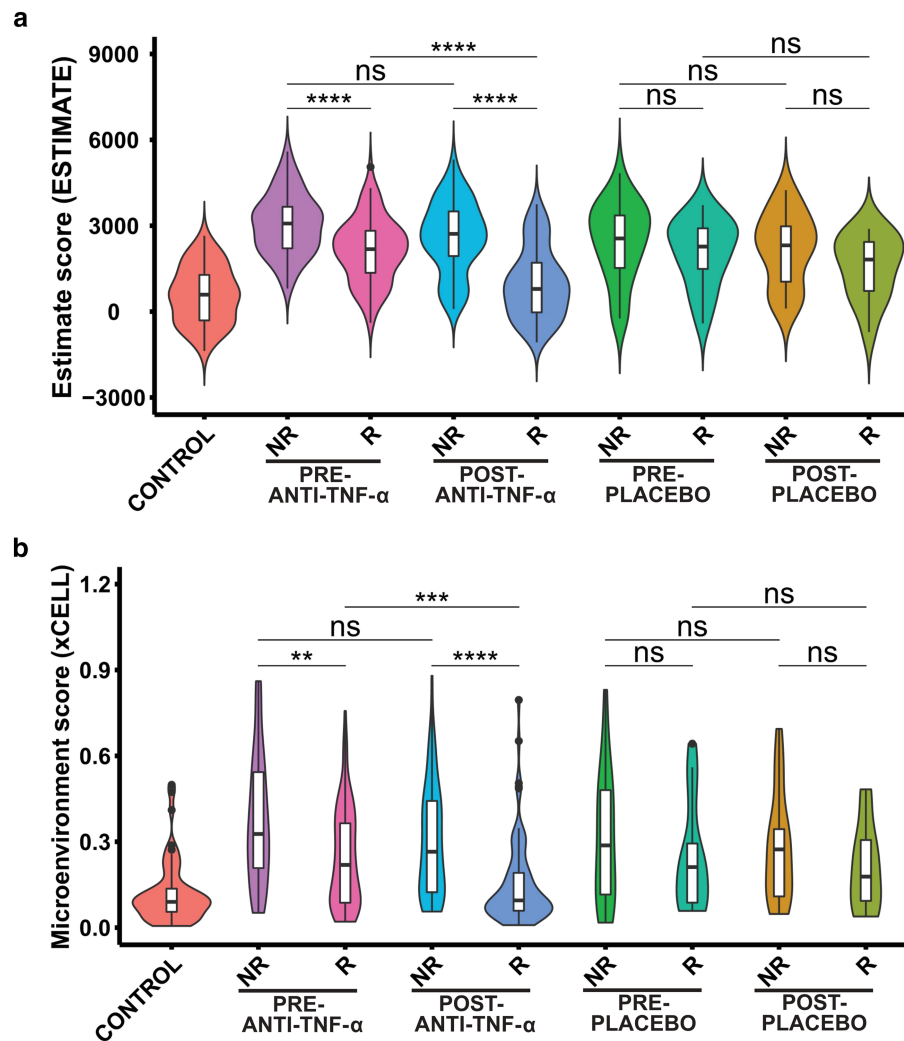 a
Estimate score (ESTIMATE)
9000
6000
3000
0
−3000
**** ns
ns ns
**** **** ns ns
CONTROL NR R NR R NR R NR R
PRE- POST- PRE- POST-
ANTI-TNF-α ANTI-TNF-α PLACEBO PLACEBO
b
Microenvironment score (xCELL)
1.2
0.9
0.6
0.3
0.0
*** ns
ns ns
** **** ns ns
CONTROL NR R NR R NR R NR R
PRE- POST- PRE- POST-
ANTI-TNF-α ANTI-TNF-α PLACEBO PLACEBO